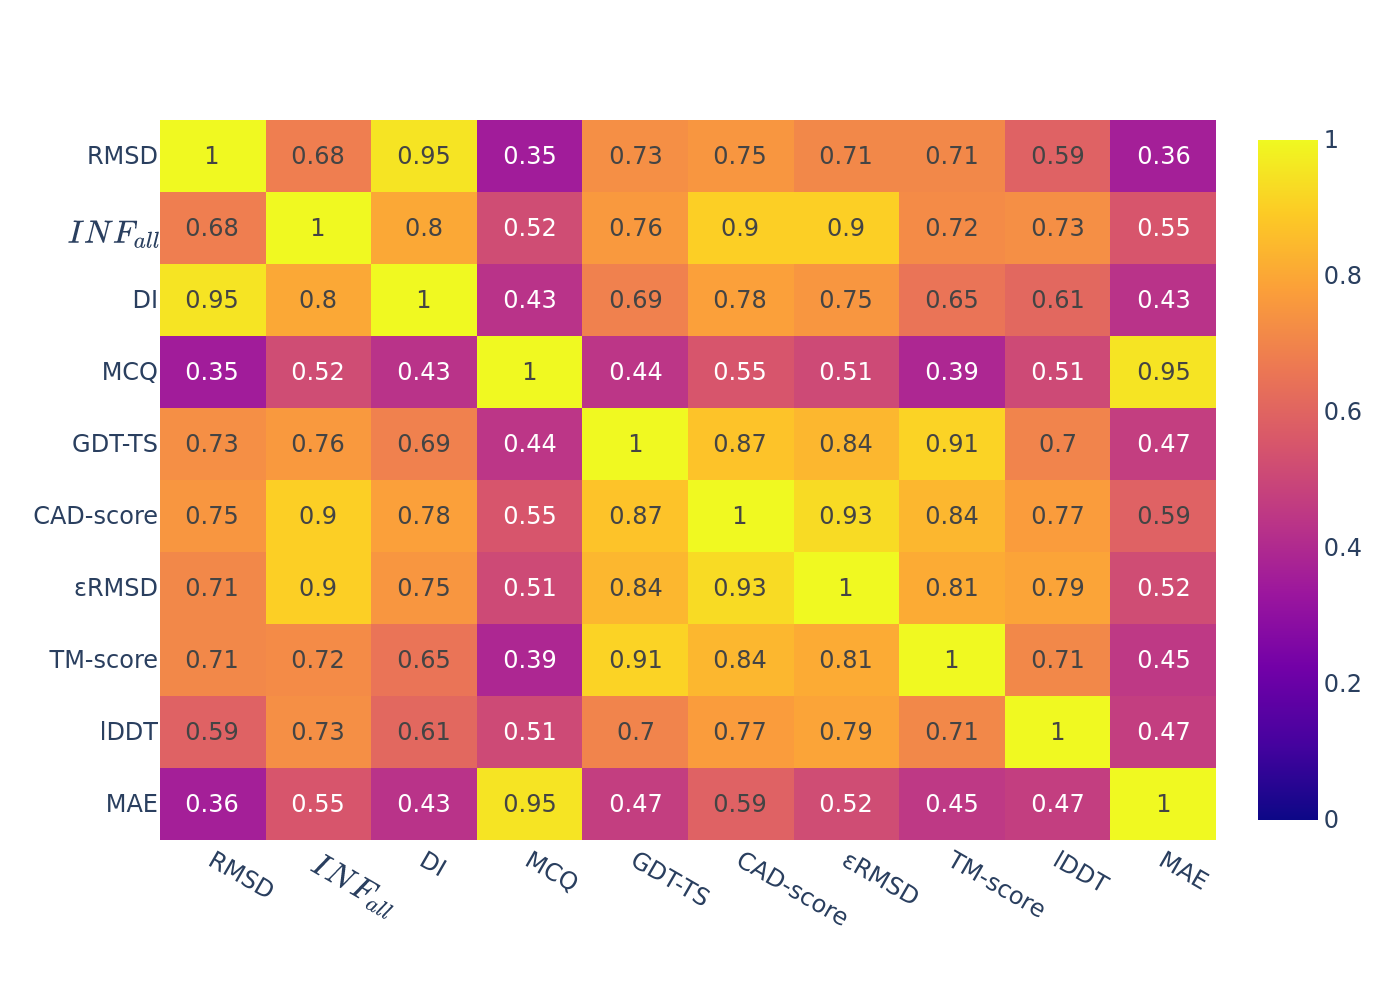 RMSD 1 0.68 0.95 0.35 0.73 0.75 0.71 0.71 0.59 0.36
INF_all 0.68 1 0.8 0.52 0.76 0.9 0.9 0.72 0.73 0.55
DI 0.95 0.8 1 0.43 0.69 0.78 0.75 0.65 0.61 0.43
MCQ 0.35 0.52 0.43 1 0.44 0.55 0.51 0.39 0.51 0.95
GDT-TS 0.73 0.76 0.69 0.44 1 0.87 0.84 0.91 0.7 0.47
CAD-score 0.75 0.9 0.78 0.55 0.87 1 0.93 0.84 0.77 0.59
εRMSD 0.71 0.9 0.75 0.51 0.84 0.93 1 0.81 0.79 0.52
TM-score 0.71 0.72 0.65 0.39 0.91 0.84 0.81 1 0.71 0.45
lDDT 0.59 0.73 0.61 0.51 0.7 0.77 0.79 0.71 1 0.47
MAE 0.36 0.55 0.43 0.95 0.47 0.59 0.52 0.45 0.47 1
RMSD INF_all DI MCQ GDT-TS CAD-score εRMSD TM-score lDDT MAE
1
0.8
0.6
0.4
0.2
0